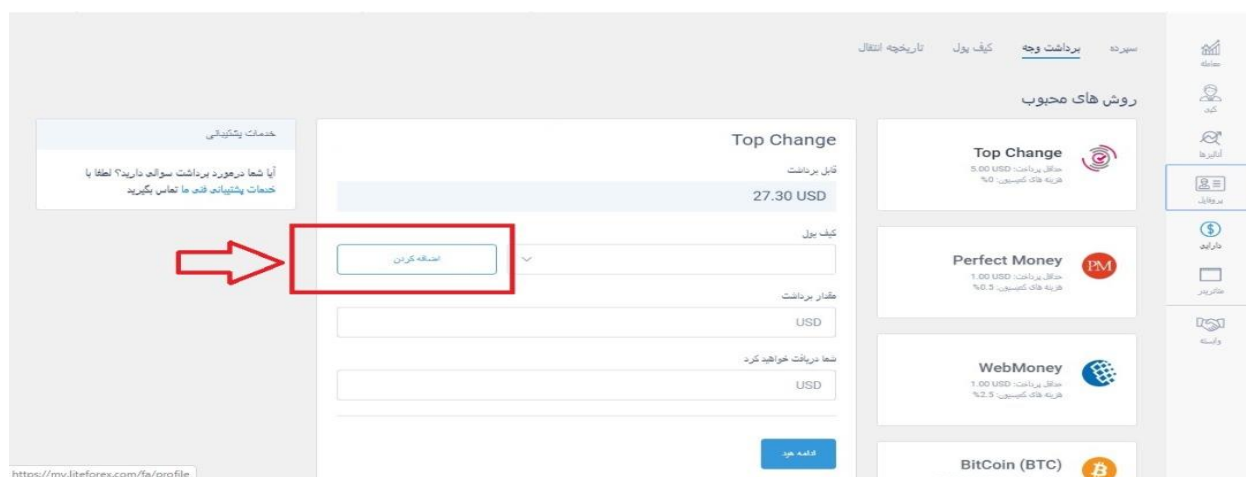 سپرده برداشت وجه کیف پول تاریخچه انتقال
روش های محبوب
معامله
کپی
آنالیزها
پروفایل
دارایی
متاتریدر
وابسته
Top Change
حداقل پرداخت: 5.00 USD
هزینه های کمیسیون: 0%
Perfect Money
PM
حداقل پرداخت: 1.00 USD
هزینه های کمیسیون: 0.5%
WebMoney
حداقل پرداخت: 1.00 USD
هزینه های کمیسیون: 2.5%
BitCoin (BTC)
Top Change
قابل برداشت
27.30 USD
کیف پول
اضافه کردن
مقدار برداشت
USD
شما دریافت خواهید کرد
USD
ادامه هید
خدمات پشتیبانی
آیا شما درمورد برداشت سوالی دارید؟ لطفا با
خدمات پشتیبانی فنی ما تماس بگیرید
https://my.liteforex.com/fa/profile